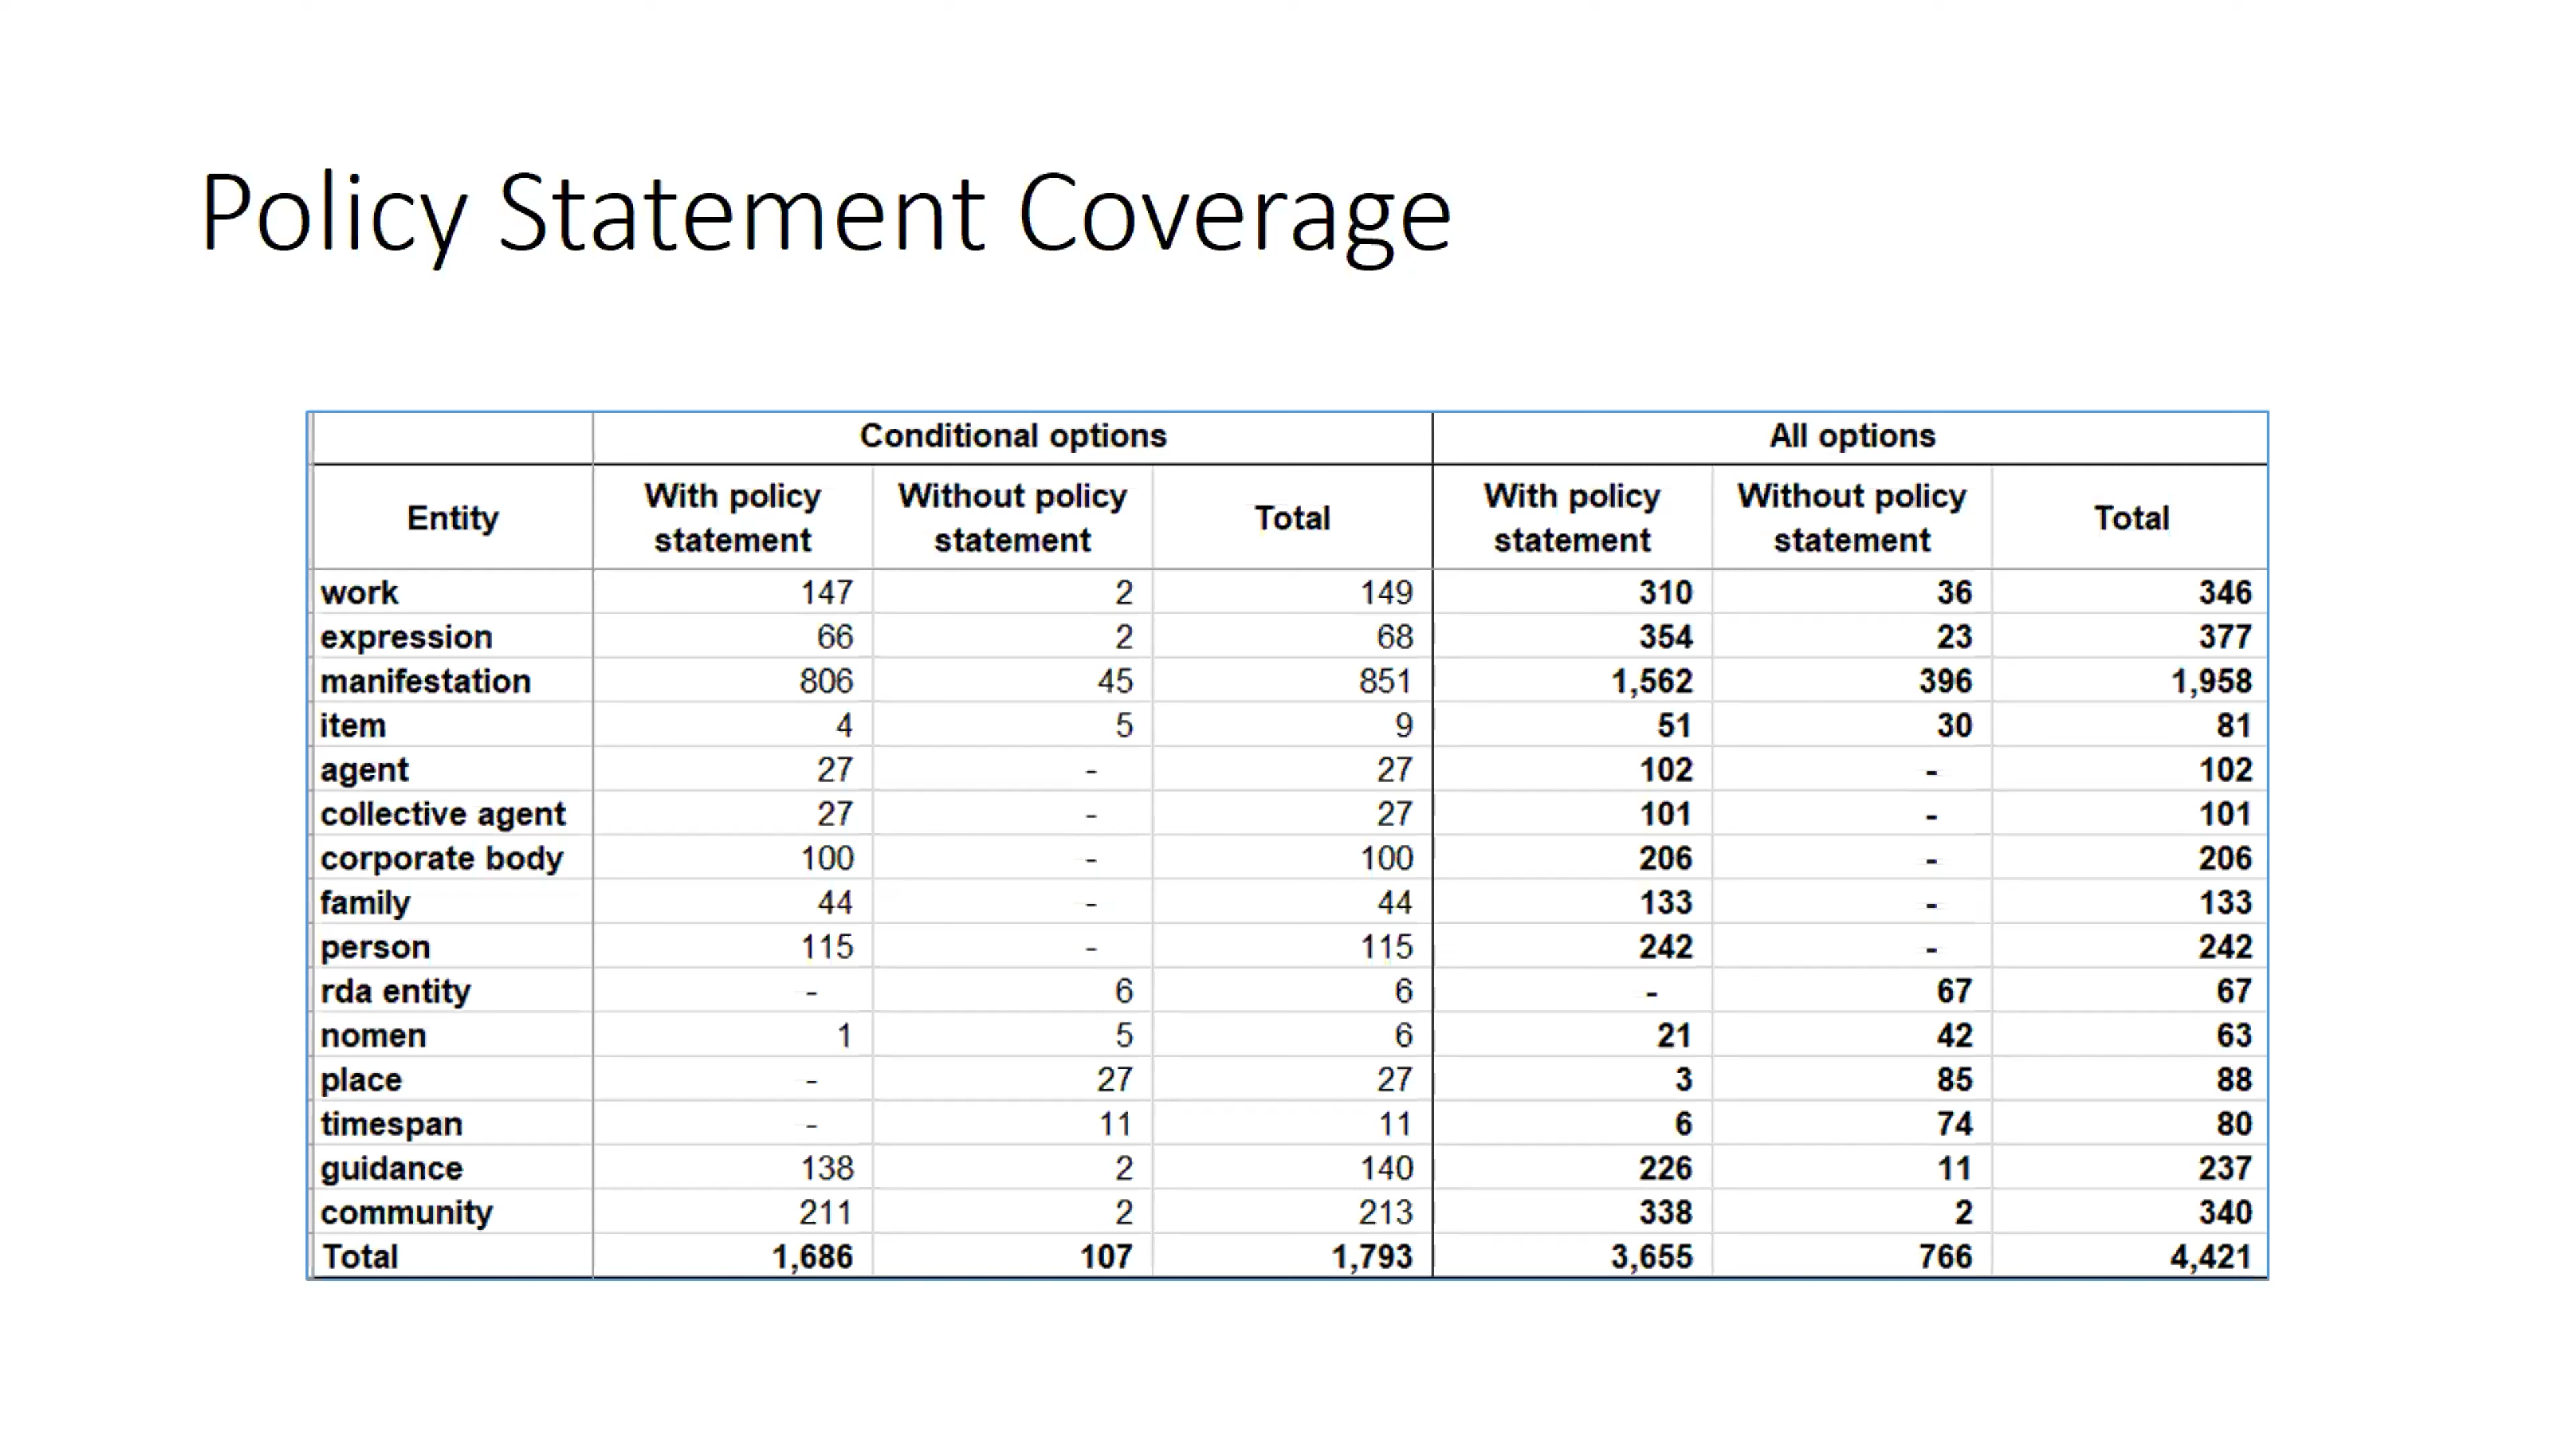 Policy Statement Coverage
Conditional options All options
Entity With policy statement Without policy statement Total With policy statement Without policy statement Total
work 147 2 149 310 36 346
expression 66 2 68 354 23 377
manifestation 806 45 851 1,562 396 1,958
item 4 5 9 51 30 81
agent 27 - 27 102 - 102
collective agent 27 - 27 101 - 101
corporate body 100 - 100 206 - 206
family 44 - 44 133 - 133
person 115 - 115 242 - 242
rda entity - 6 6 - 67 67
nomen 1 5 6 21 42 63
place - 27 27 3 85 88
timespan - 11 11 6 74 80
guidance 138 2 140 226 11 237
community 211 2 213 338 2 340
Total 1,686 107 1,793 3,655 766 4,421